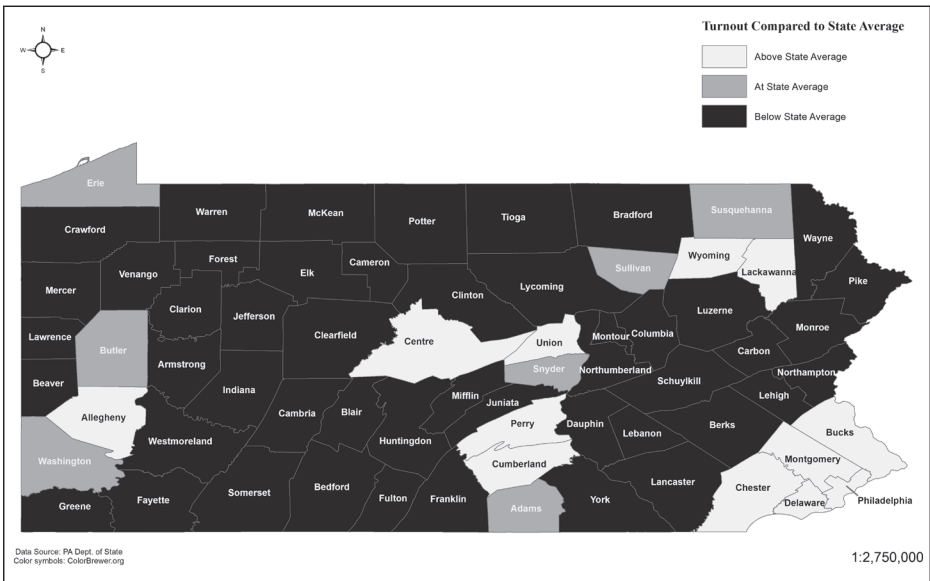 Turnout Compared to State Average
N
W E
S
Above State Average
At State Average
Below State Average
Erie
Crawford
Warren
McKean
Potter
Tioga
Bradford
Susquehanna
Wayne
Wyoming
Lackawanna
Pike
Mercer
Venango
Forest
Elk
Cameron
Clinton
Lycoming
Sullivan
Luzerne
Monroe
Clarion
Jefferson
Clearfield
Centre
Union
Montour
Columbia
Carbon
Northampton
Lawrence
Butler
Armstrong
Snyder
Northumberland
Schuylkill
Lehigh
Beaver
Indiana
Mifflin
Juniata
Allegheny
Cambria
Blair
Huntingdon
Perry
Dauphin
Lebanon
Berks
Bucks
Washington
Westmoreland
Cumberland
Montgomery
Greene
Fayette
Somerset
Bedford
Fulton
Franklin
Adams
York
Lancaster
Chester
Delaware
Philadelphia
Data Source: PA Dept. of State
Color symbols: ColorBrewer.org
1:2,750,000